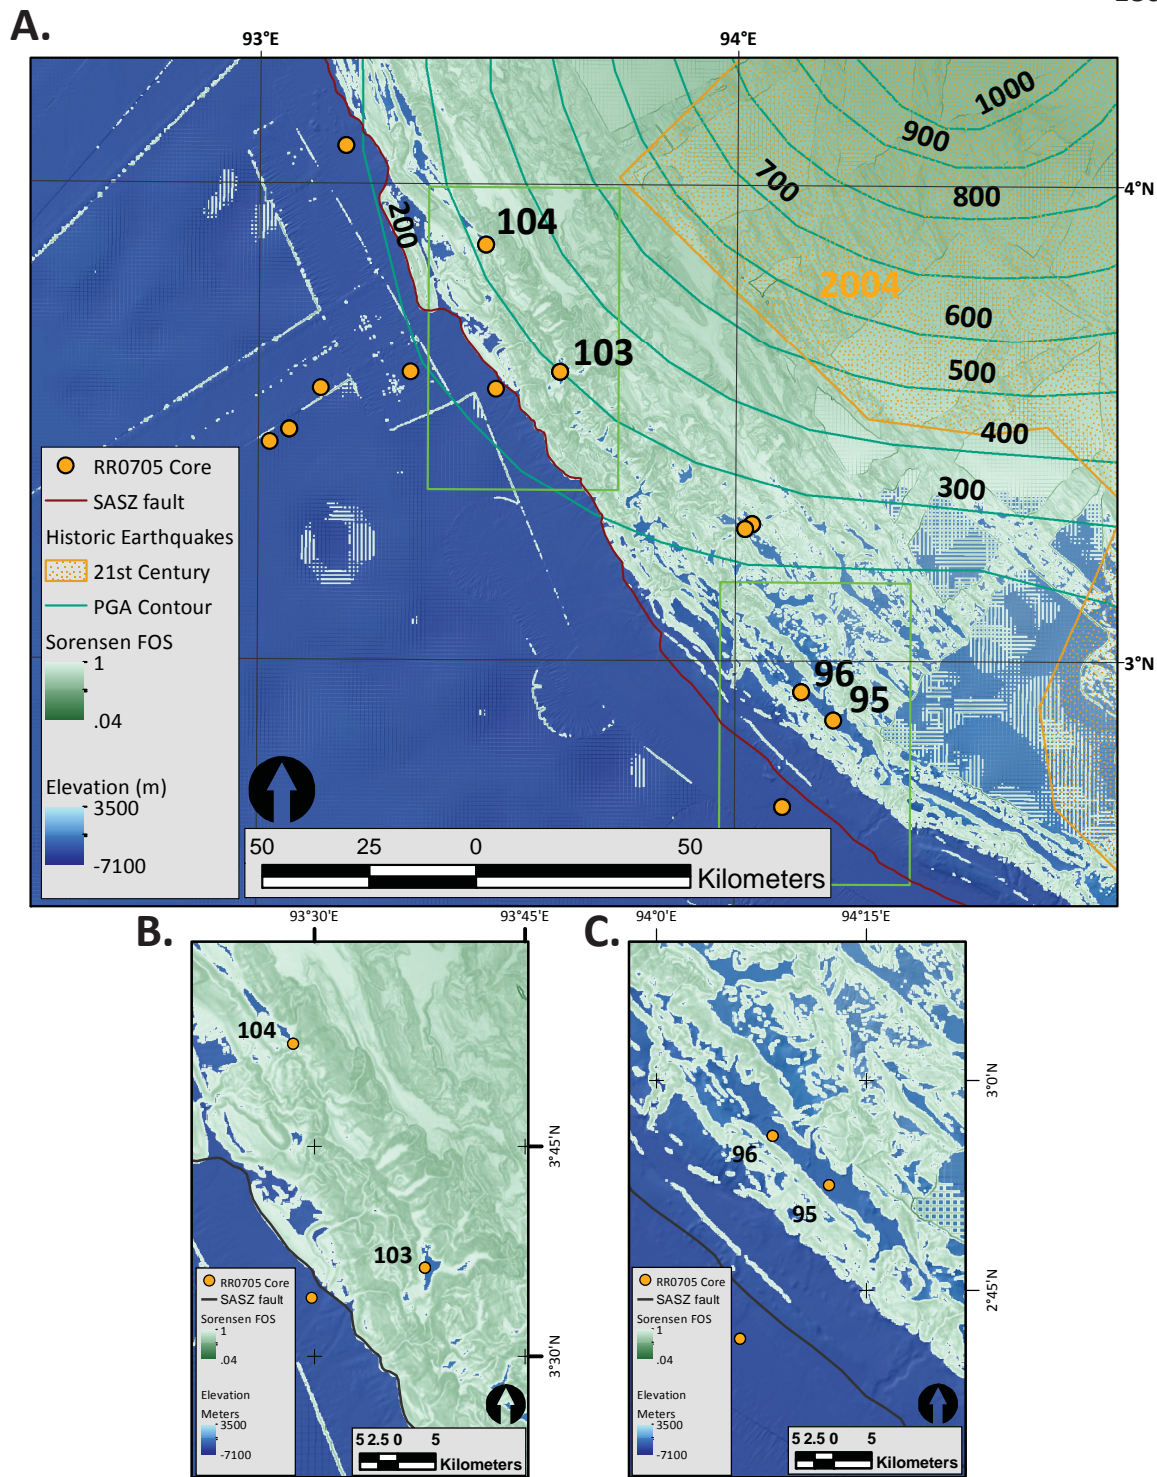 A.
93°E
94°E
1000
900
800
700
4°N
200
104
2004
600
103
500
400
300
RR0705 Core
SASZ fault
Historic Earthquakes
21st Century
PGA Contour
Sorensen FOS
1
.04
3°N
96
95
Elevation (m)
3500
-7100
50 25 0 50
Kilometers
B.
93°30'E
93°45'E
104
3°45'N
103
3°30'N
RR0705 Core
SASZ fault
Sorensen FOS
1
.04
Elevation
Meters
3500
-7100
5 2.5 0 5
Kilometers
C.
94°0'E
94°15'E
3°0'N
96
95
2°45'N
RR0705 Core
SASZ fault
Sorensen FOS
1
.04
Elevation
Meters
3500
-7100
5 2.5 0 5
Kilometers